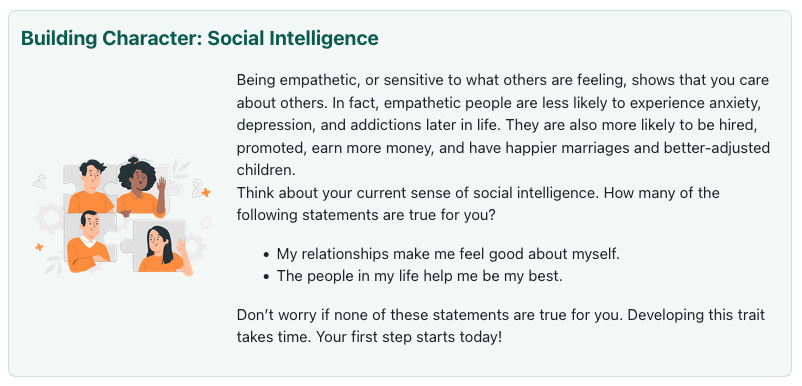 Building Character: Social Intelligence
Being empathetic, or sensitive to what others are feeling, shows that you care
about others. In fact, empathetic people are less likely to experience anxiety,
depression, and addictions later in life. They are also more likely to be hired,
promoted, earn more money, and have happier marriages and better-adjusted
children.
Think about your current sense of social intelligence. How many of the
following statements are true for you?
• My relationships make me feel good about myself.
• The people in my life help me be my best.
Don’t worry if none of these statements are true for you. Developing this trait
takes time. Your first step starts today!